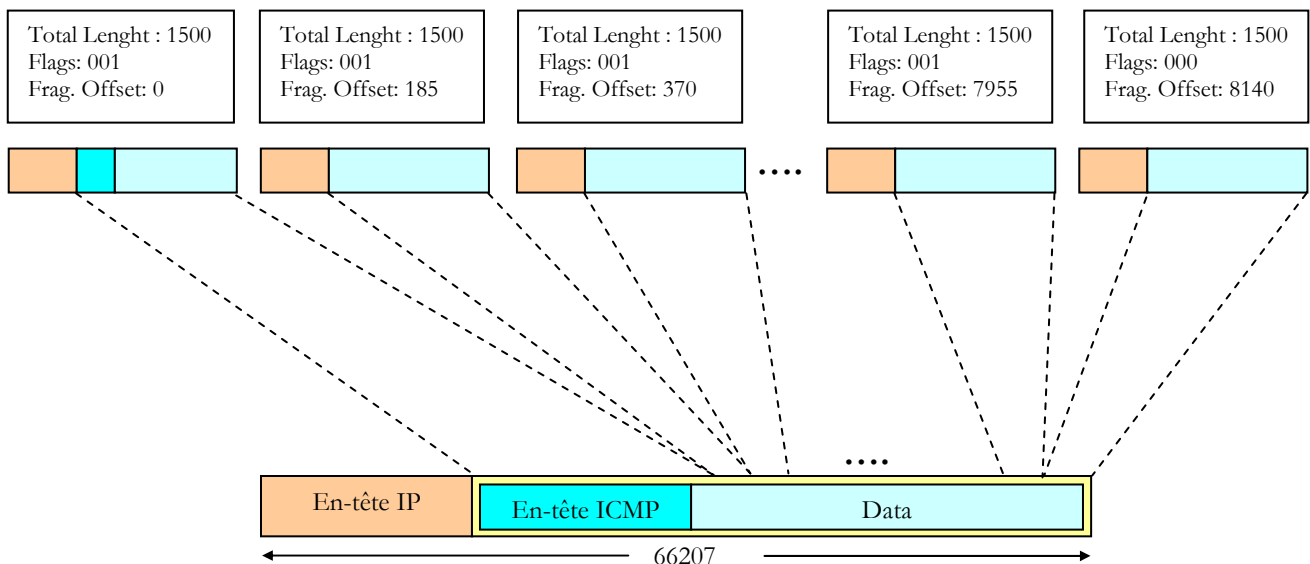 Total Lenght : 1500
Flags: 001
Frag. Offset: 0
Total Lenght : 1500
Flags: 001
Frag. Offset: 185
Total Lenght : 1500
Flags: 001
Frag. Offset: 370
Total Lenght : 1500
Flags: 001
Frag. Offset: 7955
Total Lenght : 1500
Flags: 000
Frag. Offset: 8140
....
....
En-tête IP
En-tête ICMP
Data
66207